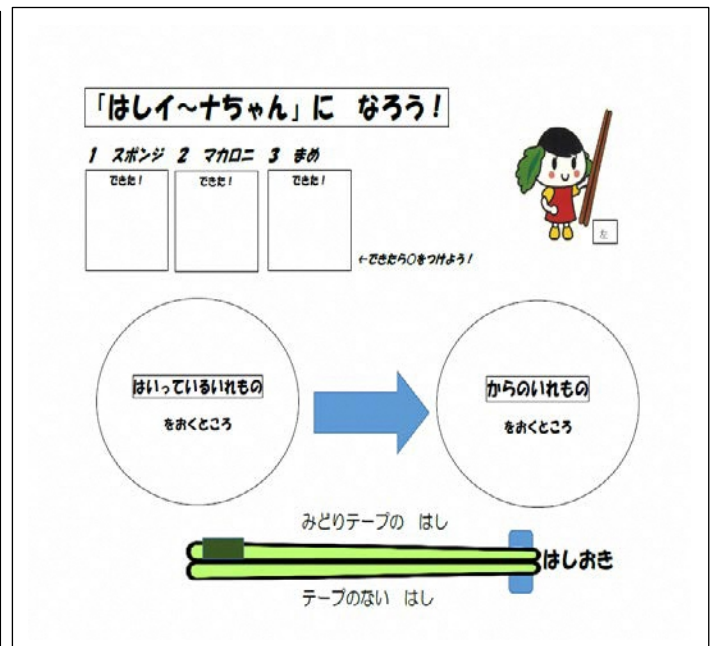 「はしイ～ナちゃん」に なろう！
1 スポンジ 2 マカロニ 3 まめ
できた！ できた！ できた！
左
←できたら○をつけよう！
はいっているいれもの
をおくところ
からのいれもの
をおくところ
みどりテープの はし
はしおき
テープのない はし